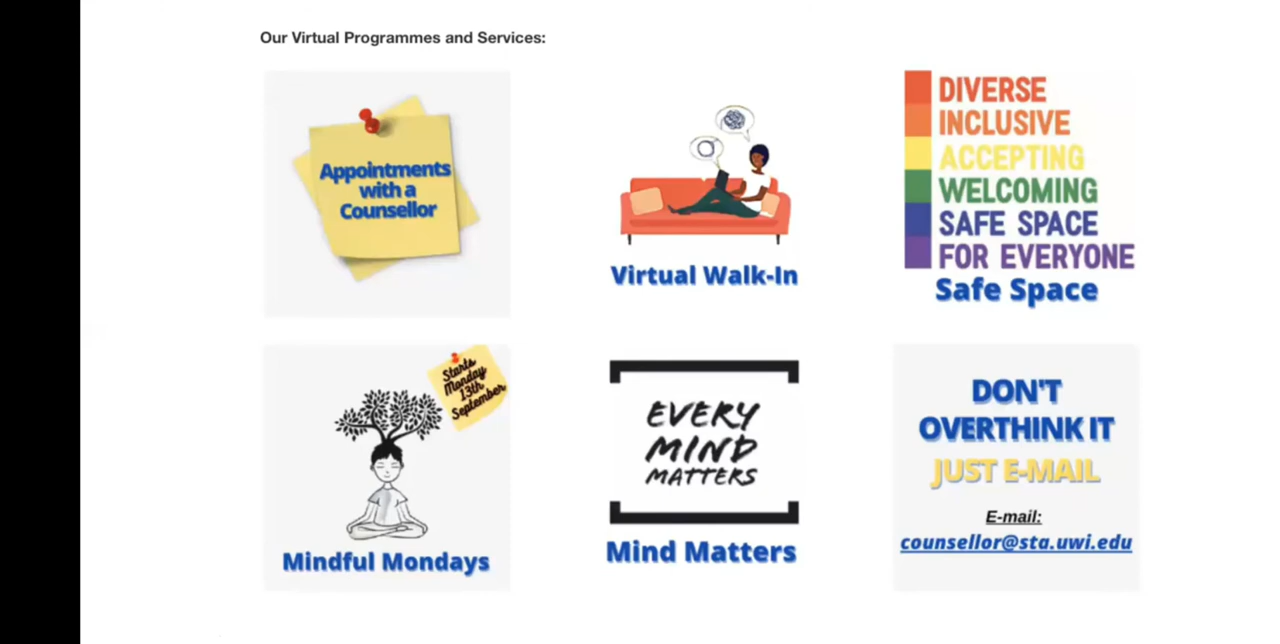 Our Virtual Programmes and Services:
Appointments
with a
Counsellor
Virtual Walk-In
DIVERSE
INCLUSIVE
ACCEPTING
WELCOMING
SAFE SPACE
FOR EVERYONE
Safe Space
Starts
Monday
13th
September
Mindful Mondays
EVERY
MIND
MATTERS
Mind Matters
DON'T
OVERTHINK IT
JUST E-MAIL
E-mail:
counsellor@sta.uwi.edu